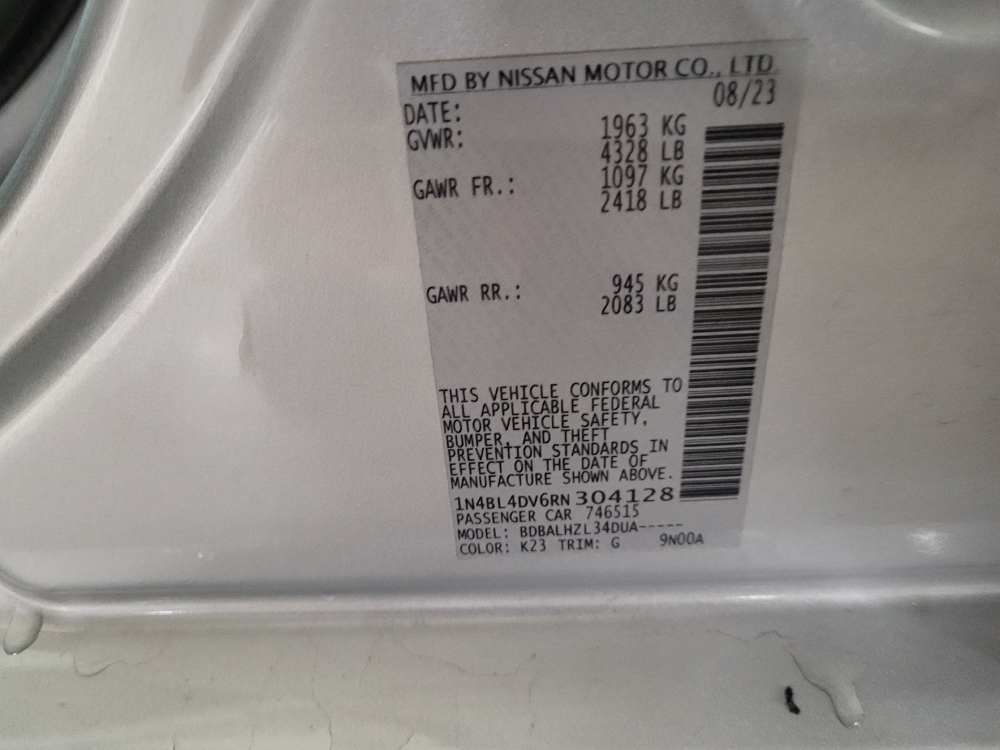 MFD BY NISSAN MOTOR CO., LTD.
DATE: 08/23
GVWR: 1963 KG
4328 LB
GAWR FR.: 1097 KG
2418 LB
GAWR RR.: 945 KG
2083 LB
THIS VEHICLE CONFORMS TO
ALL APPLICABLE FEDERAL
MOTOR VEHICLE SAFETY,
BUMPER, AND THEFT
PREVENTION STANDARDS IN
EFFECT ON THE DATE OF
MANUFACTURE SHOWN ABOVE.
1N4BL4DV6RN 304128
PASSENGER CAR 746515
MODEL: BDBALHZL34DUA-----
COLOR: K23 TRIM: G 9N00A